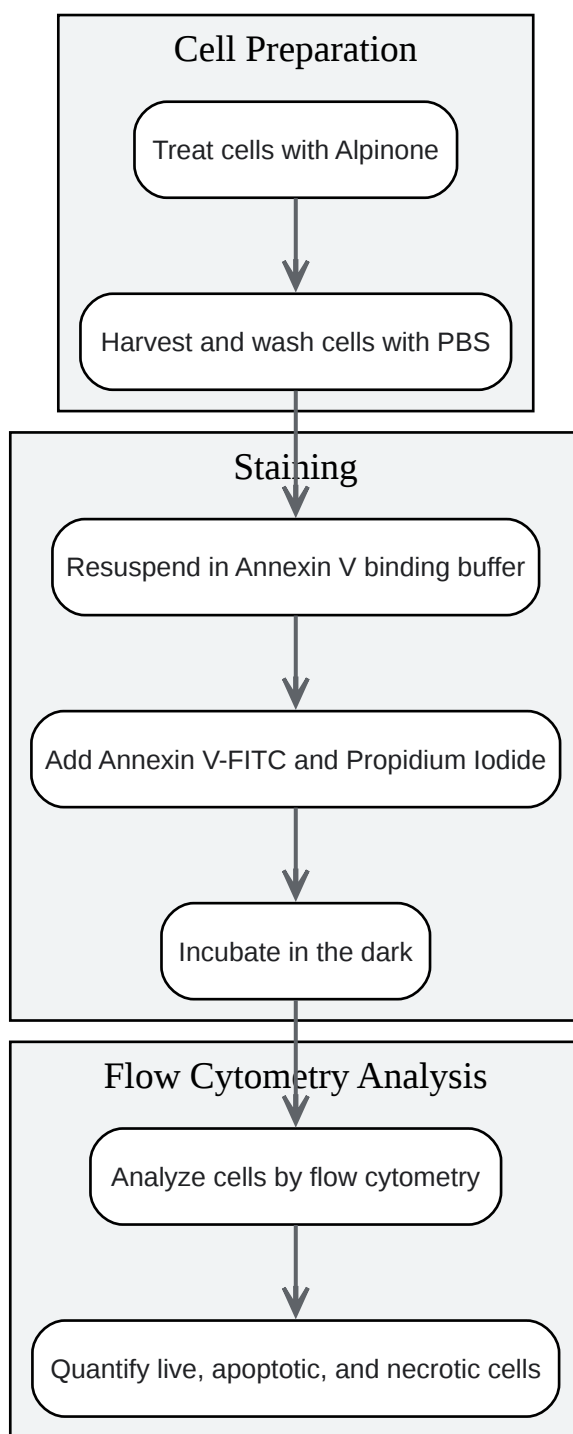 Cell Preparation
Treat cells with Alpinone
Harvest and wash cells with PBS
Staining
Resuspend in Annexin V binding buffer
Add Annexin V-FITC and Propidium Iodide
Incubate in the dark
Flow Cytometry Analysis
Analyze cells by flow cytometry
Quantify live, apoptotic, and necrotic cells